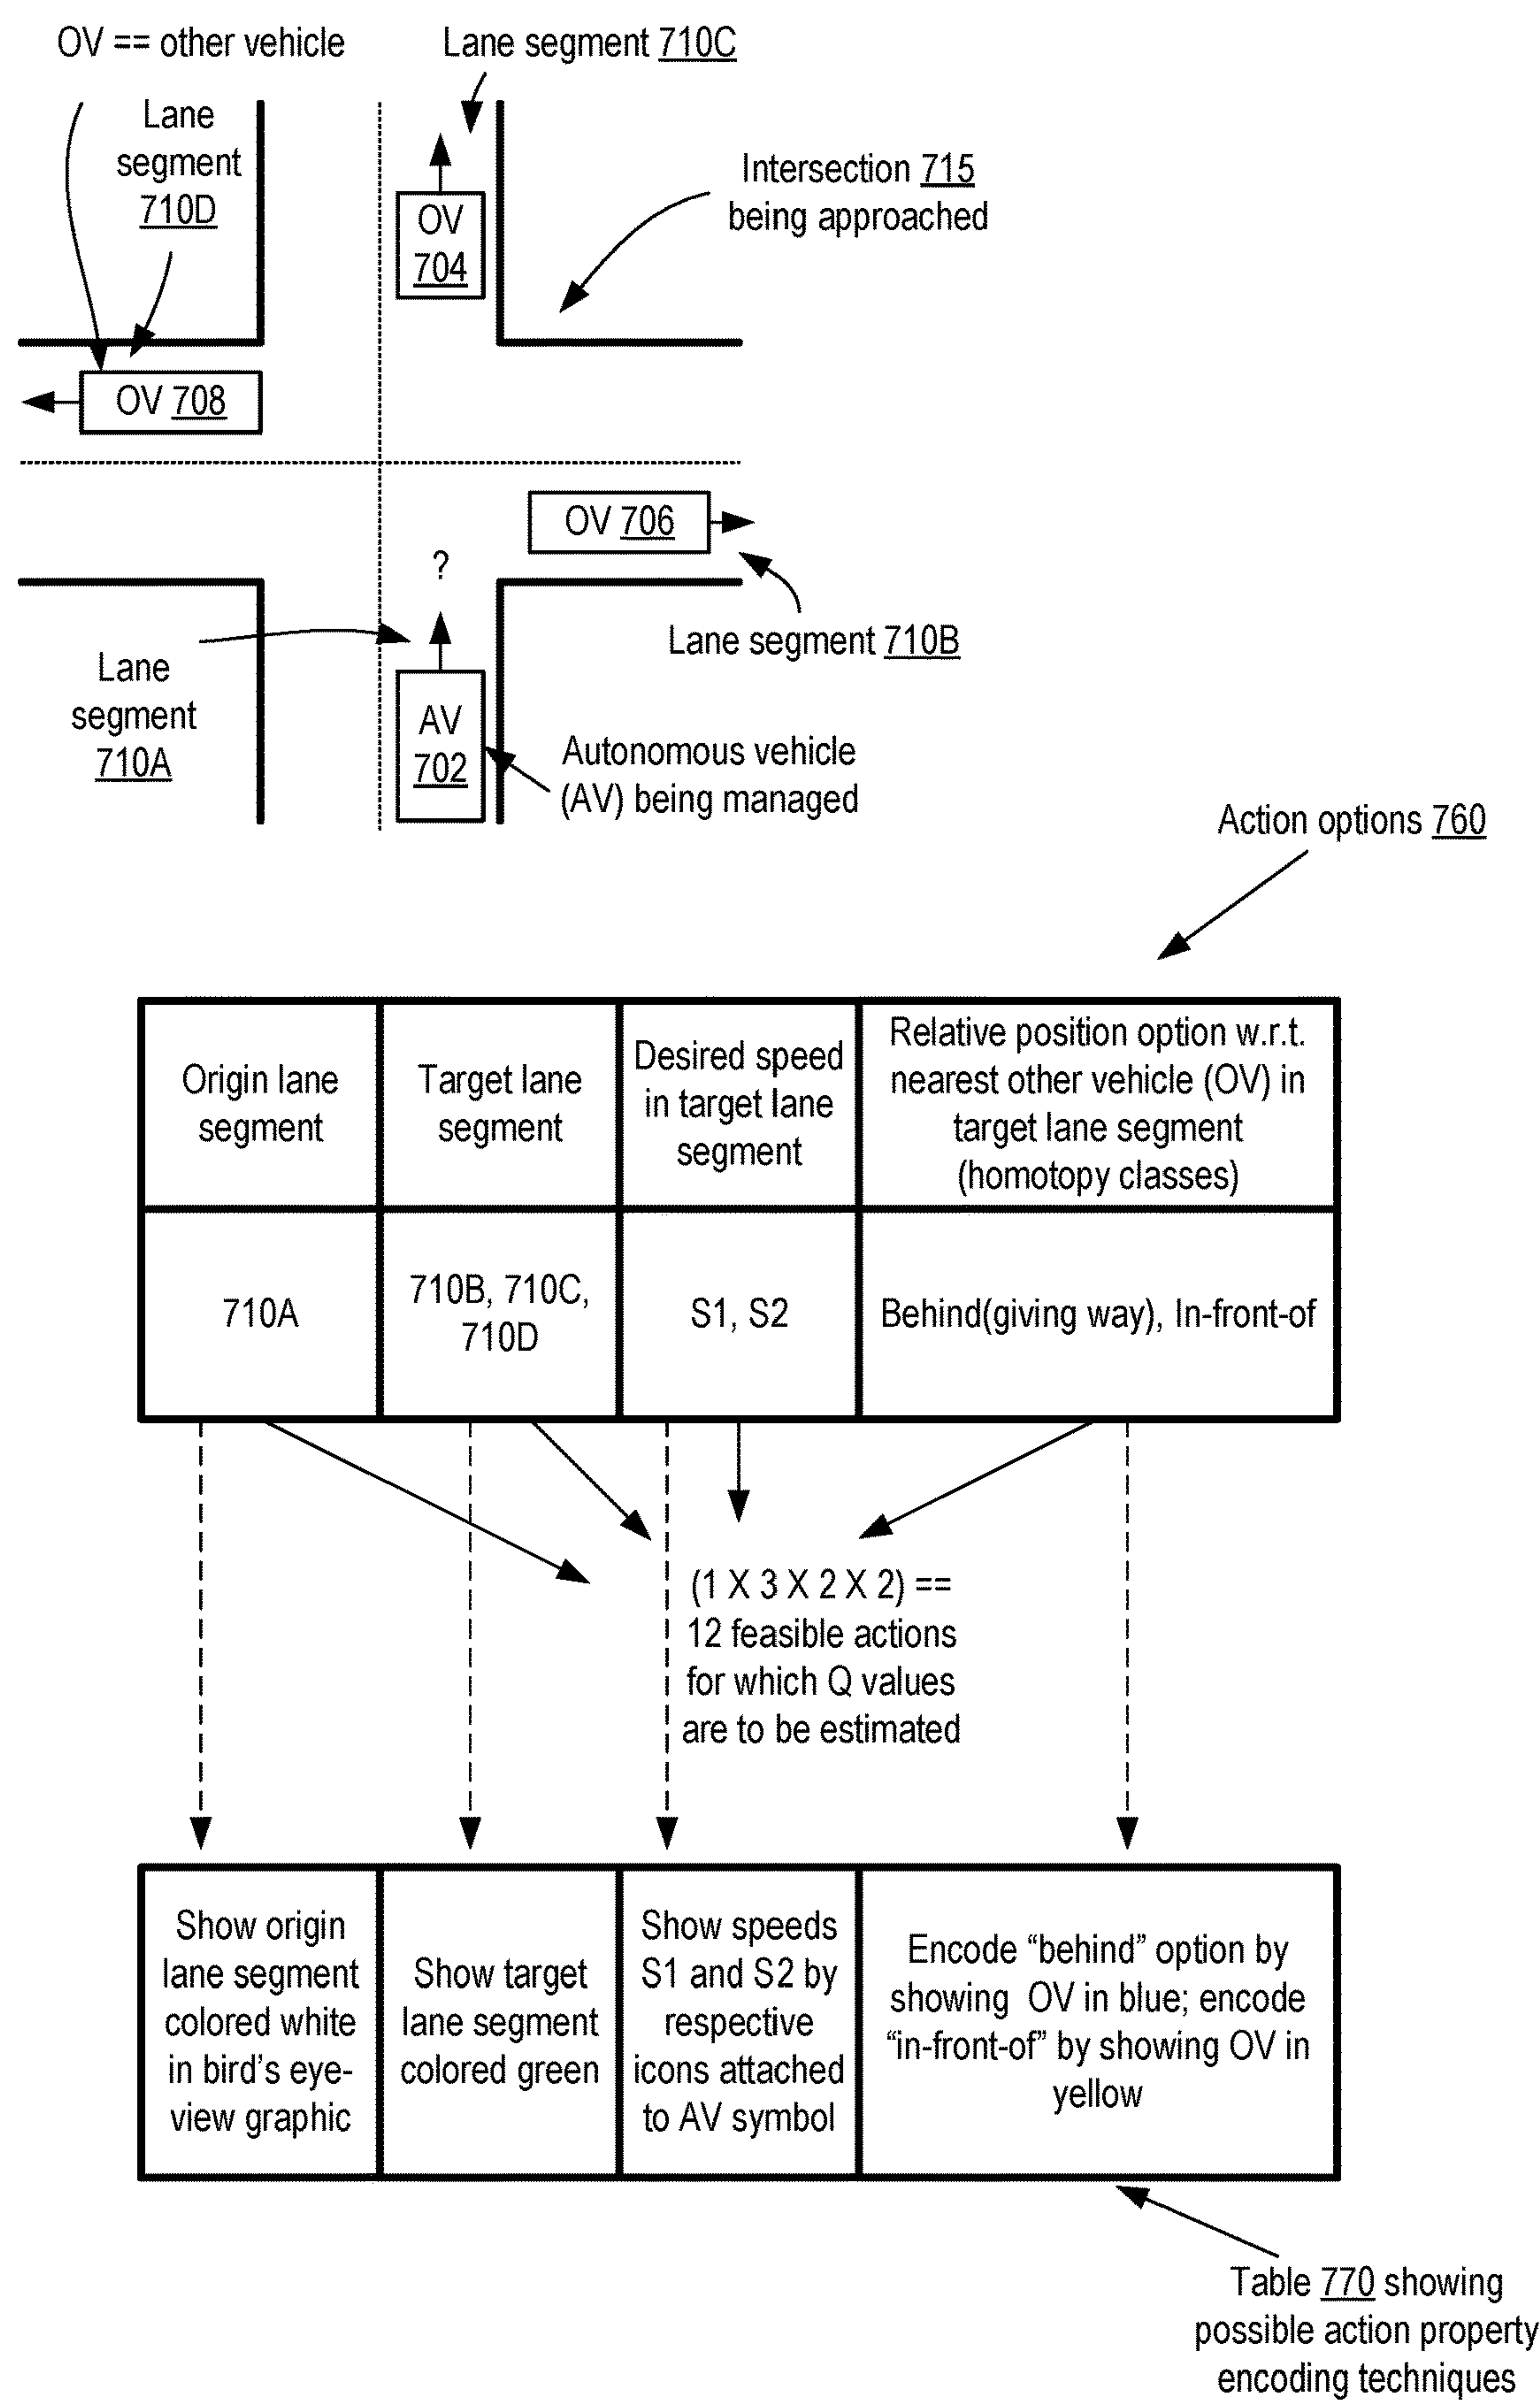 OV == other vehicle
Lane segment 710C
Lane
segment
710D
Intersection 715
being approached
OV
704
OV 708
OV 706
?
Lane segment 710B
Lane
segment
710A
AV
702
Autonomous vehicle
(AV) being managed
Action options 760
Origin lane
segment
Target lane
segment
Desired speed
in target lane
segment
Relative position option w.r.t.
nearest other vehicle (OV) in
target lane segment
(homotopy classes)
710A
710B, 710C,
710D
S1, S2
Behind(giving way), In-front-of
(1 X 3 X 2 X 2) ==
12 feasible actions
for which Q values
are to be estimated
Show origin
lane segment
colored white
in bird’s eye-
view graphic
Show target
lane segment
colored green
Show speeds
S1 and S2 by
respective
icons attached
to AV symbol
Encode “behind” option by
showing OV in blue; encode
“in-front-of” by showing OV in
yellow
Table 770 showing
possible action property
encoding techniques